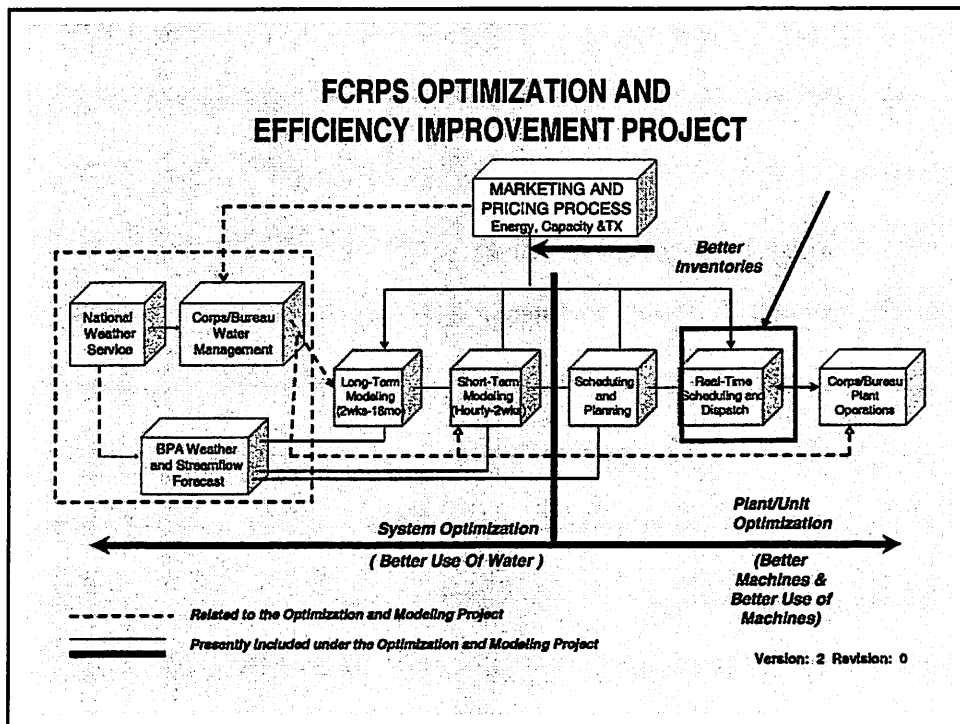 FCRPS OPTIMIZATION AND
EFFICIENCY IMPROVEMENT PROJECT
MARKETING AND
PRICING PROCESS
Energy, Capacity &TX
Better
Inventories
National
Weather
Service
Corps/Bureau
Water
Management
Long-Term
Modeling
(2wks-18mo)
Short-Term
Modeling
(Hourly-2wks)
Scheduling
and
Planning
Real-Time
Scheduling and
Dispatch
Corps/Bureau
Plant
Operations
BPA Weather
and Streamflow
Forecast
System Optimization
( Better Use Of Water )
Plant/Unit
Optimization
(Better
Machines &
Better Use of
Machines)
Related to the Optimization and Modeling Project
Presently Included under the Optimization and Modeling Project
Version: 2 Revision: 0